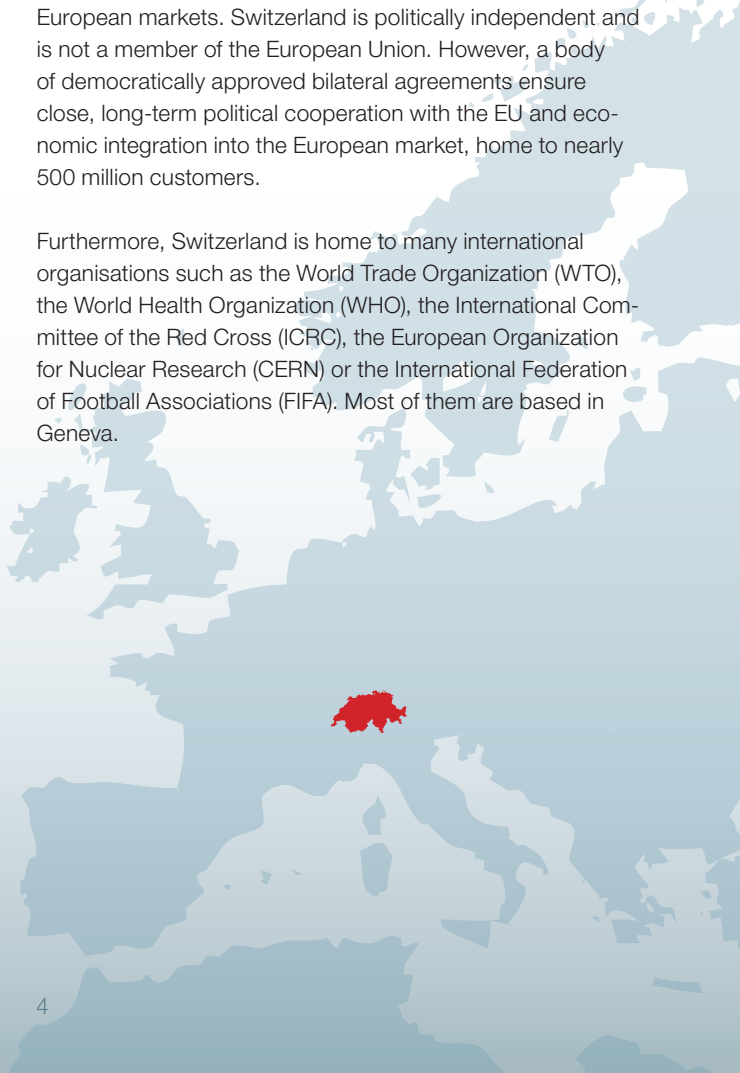 European markets. Switzerland is politically independent and
is not a member of the European Union. However, a body
of democratically approved bilateral agreements ensure
close, long-term political cooperation with the EU and eco-
nomic integration into the European market, home to nearly
500 million customers.
Furthermore, Switzerland is home to many international
organisations such as the World Trade Organization (WTO),
the World Health Organization (WHO), the International Com-
mittee of the Red Cross (ICRC), the European Organization
for Nuclear Research (CERN) or the International Federation
of Football Associations (FIFA). Most of them are based in
Geneva.
4